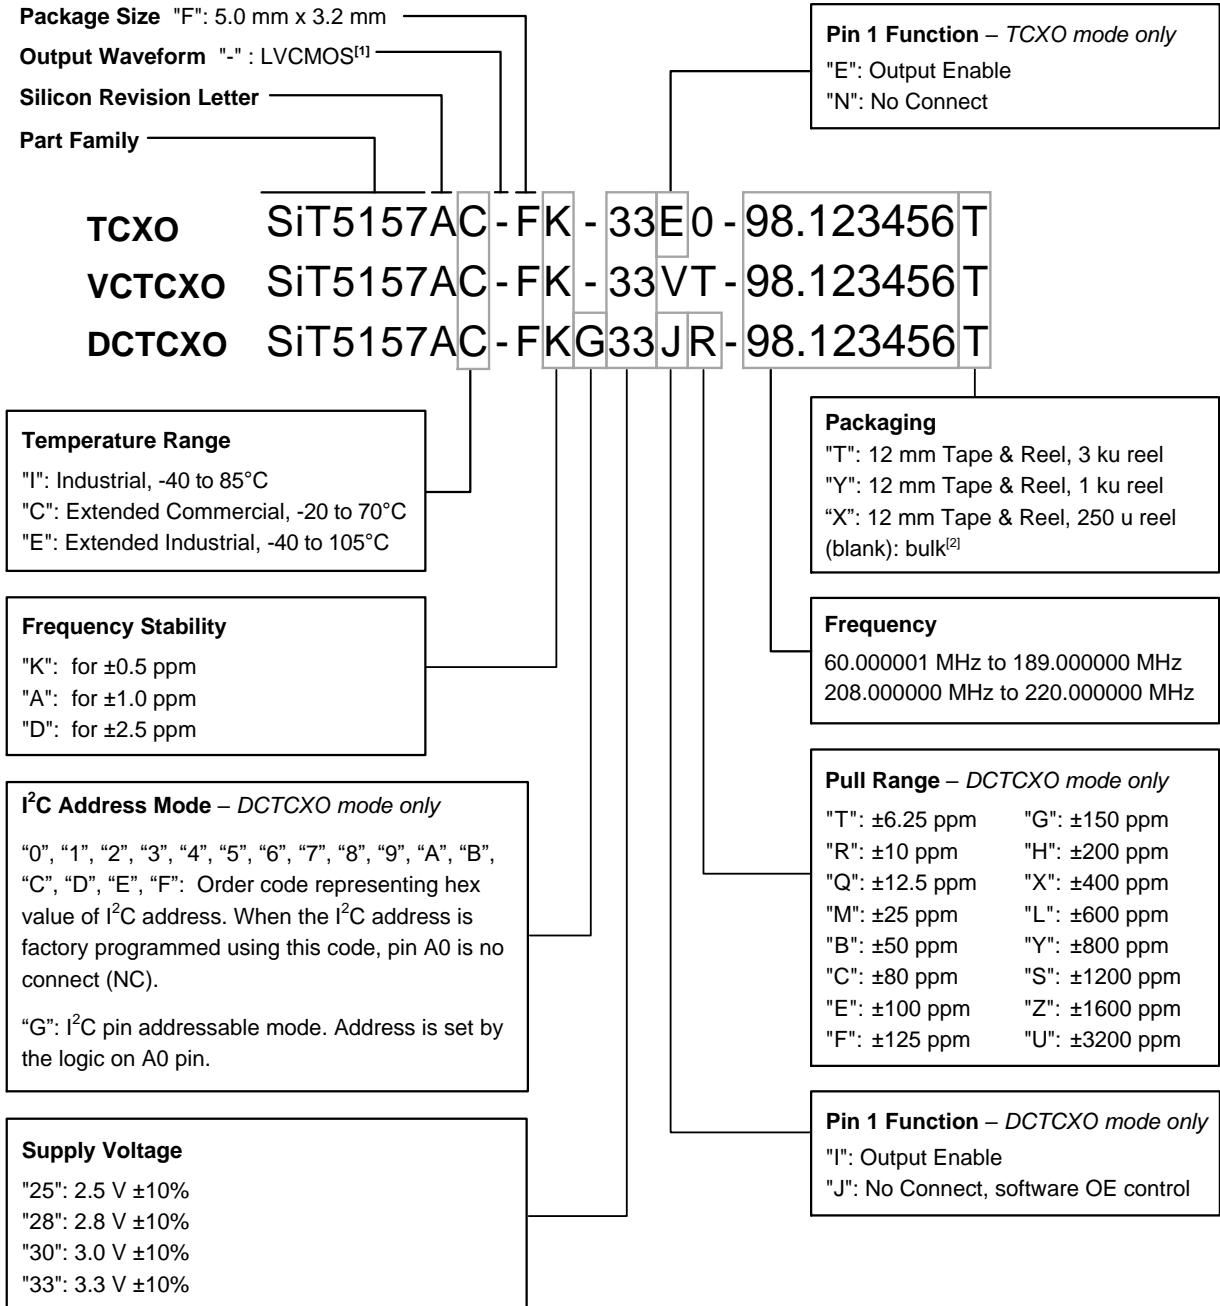 Package Size "F": 5.0 mm x 3.2 mm
Output Waveform "-" : LVCMOS[1]
Silicon Revision Letter
Part Family
Pin 1 Function – TCXO mode only
"E": Output Enable
"N": No Connect
TCXO SiT5157AC-FK-33E0-98.123456T
VCTCXO SiT5157AC-FK-33VT-98.123456T
DCTCXO SiT5157AC-FKG33JR-98.123456T
Temperature Range
"I": Industrial, -40 to 85°C
"C": Extended Commercial, -20 to 70°C
"E": Extended Industrial, -40 to 105°C
Frequency Stability
"K": for ±0.5 ppm
"A": for ±1.0 ppm
"D": for ±2.5 ppm
I2C Address Mode – DCTCXO mode only
“0”, “1”, “2”, “3”, “4”, “5”, “6”, “7”, “8”, “9”, “A”, “B”,
“C”, “D”, “E”, “F”: Order code representing hex
value of I2C address. When the I2C address is
factory programmed using this code, pin A0 is no
connect (NC).
“G”: I2C pin addressable mode. Address is set by
the logic on A0 pin.
Supply Voltage
"25": 2.5 V ±10%
"28": 2.8 V ±10%
"30": 3.0 V ±10%
"33": 3.3 V ±10%
Packaging
"T": 12 mm Tape & Reel, 3 ku reel
"Y": 12 mm Tape & Reel, 1 ku reel
“X”: 12 mm Tape & Reel, 250 u reel
(blank): bulk[2]
Frequency
60.000001 MHz to 189.000000 MHz
208.000000 MHz to 220.000000 MHz
Pull Range – DCTCXO mode only
"T": ±6.25 ppm "G": ±150 ppm
"R": ±10 ppm "H": ±200 ppm
"Q": ±12.5 ppm "X": ±400 ppm
"M": ±25 ppm "L": ±600 ppm
"B": ±50 ppm "Y": ±800 ppm
"C": ±80 ppm "S": ±1200 ppm
"E": ±100 ppm "Z": ±1600 ppm
"F": ±125 ppm "U": ±3200 ppm
Pin 1 Function – DCTCXO mode only
"I": Output Enable
"J": No Connect, software OE control